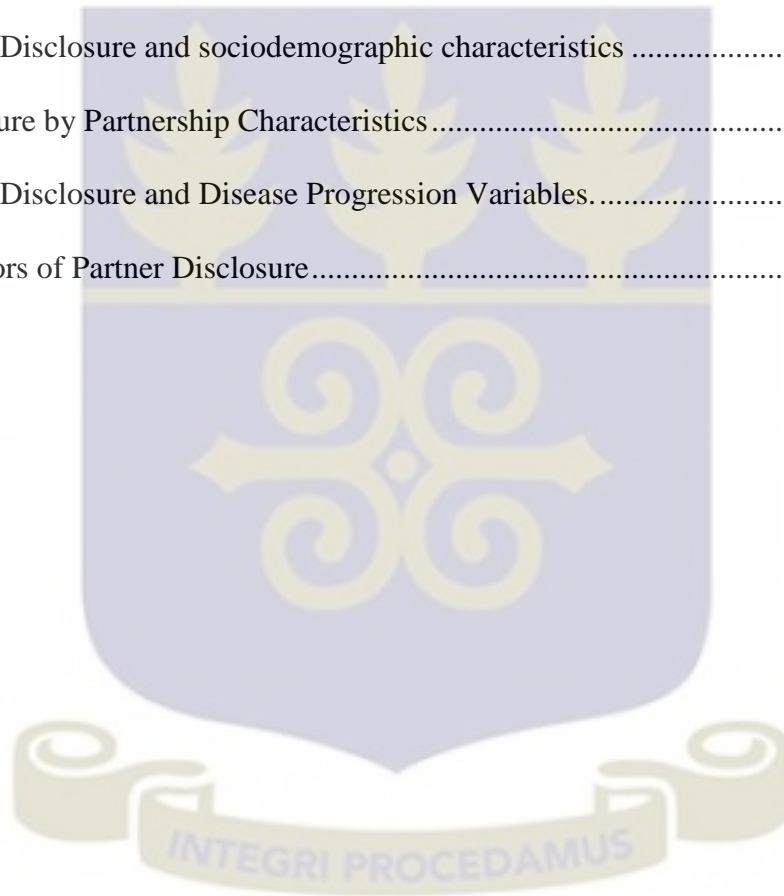 Disclosure and sociodemographic characteristics ..................
ure by Partnership Characteristics ..........................................
Disclosure and Disease Progression Variables. ......................
ors of Partner Disclosure .........................................................
INTEGRI PROCEDAMUS